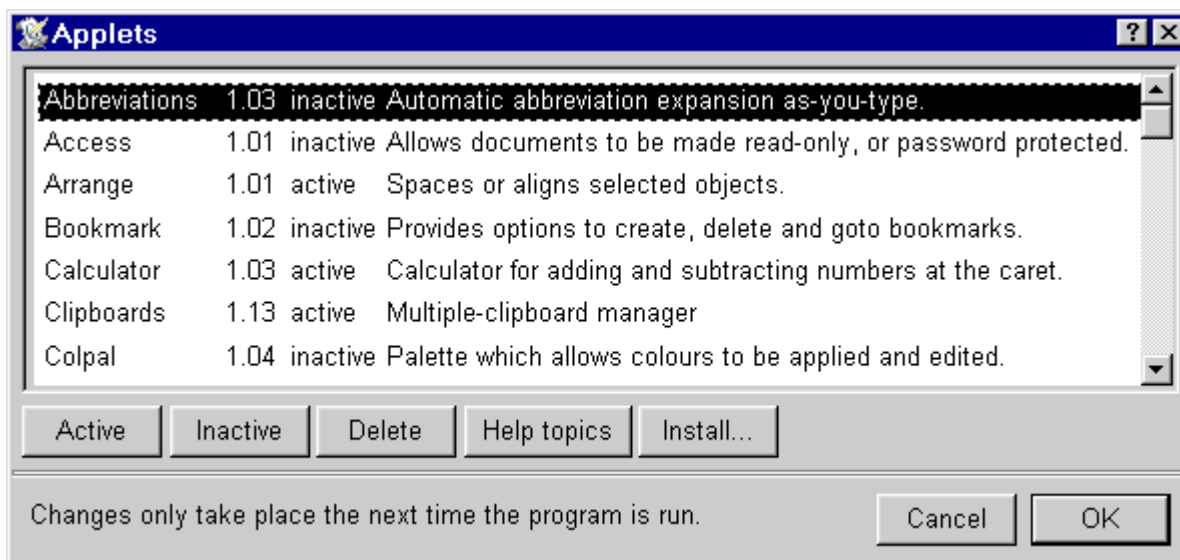 Applets
Abbreviations 1.03 inactive Automatic abbreviation expansion as-you-type.
Access 1.01 inactive Allows documents to be made read-only, or password protected.
Arrange 1.01 active Spaces or aligns selected objects.
Bookmark 1.02 inactive Provides options to create, delete and goto bookmarks.
Calculator 1.03 active Calculator for adding and subtracting numbers at the caret.
Clipboards 1.13 active Multiple-clipboard manager
Colpal 1.04 inactive Palette which allows colours to be applied and edited.
Active Inactive Delete Help topics Install...
Changes only take place the next time the program is run. Cancel OK